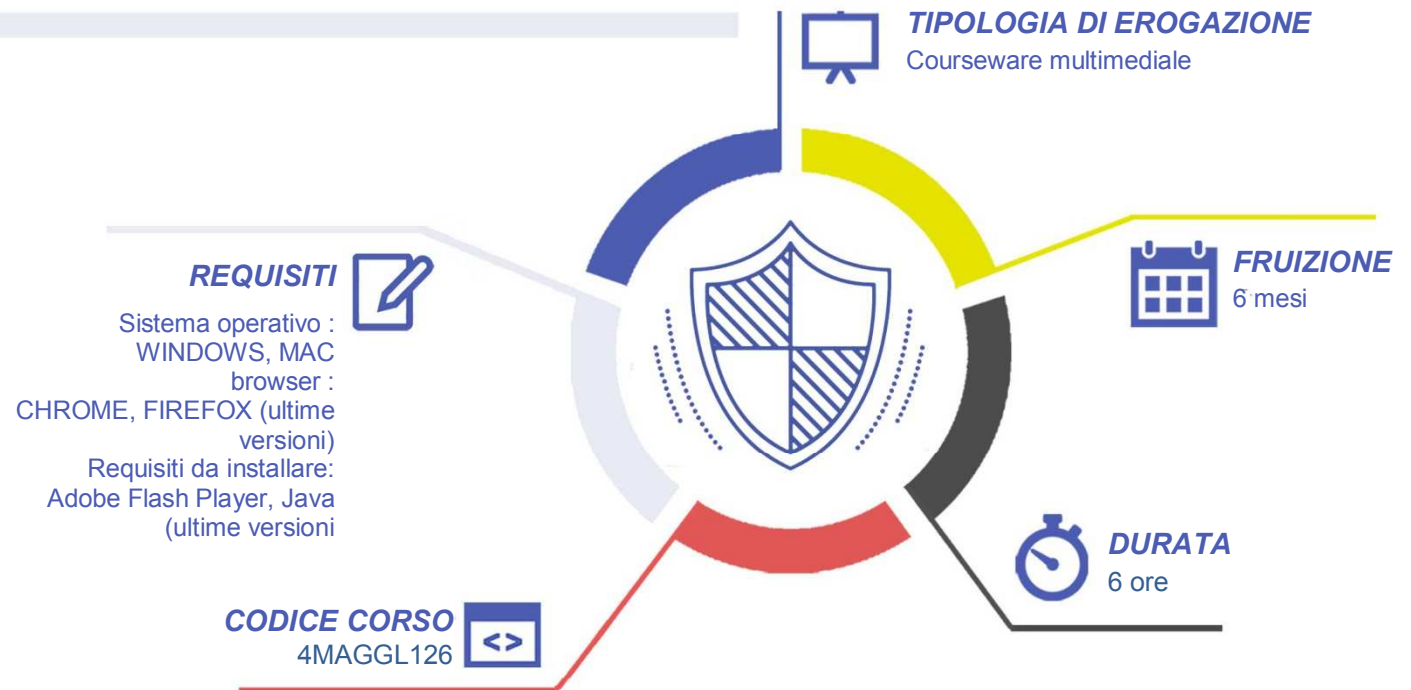 TIPOLOGIA DI EROGAZIONE
Courseware multimediale
REQUISITI
Sistema operativo :
WINDOWS, MAC
browser :
CHROME, FIREFOX (ultime
versioni)
Requisiti da installare:
Adobe Flash Player, Java
(ultime versioni
FRUIZIONE
6 mesi
DURATA
6 ore
CODICE CORSO
4MAGGL126
<>